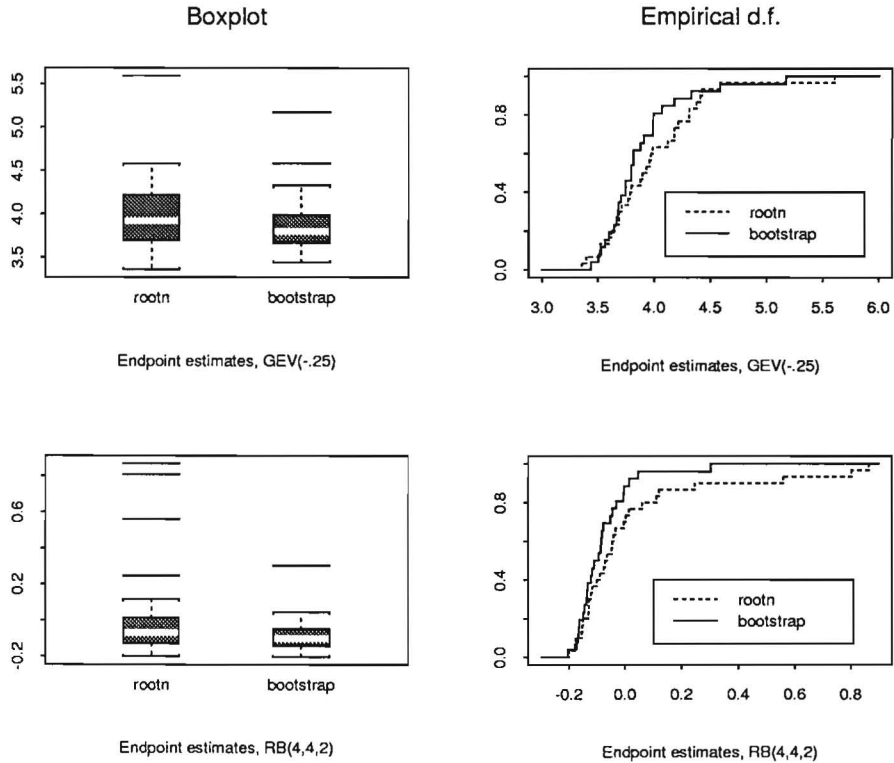 Boxplot
Empirical d.f.
5.5
5.0
4.5
4.0
3.5
rootn bootstrap
Endpoint estimates, GEV(-.25)
0.8
0.4
0.0
rootn
bootstrap
3.0 3.5 4.0 4.5 5.0 5.5 6.0
Endpoint estimates, GEV(-.25)
0.6
0.2
-0.2
rootn bootstrap
Endpoint estimates, RB(4,4,2)
0.8
0.4
0.0
rootn
bootstrap
-0.2 0.0 0.2 0.4 0.6 0.8
Endpoint estimates, RB(4,4,2)